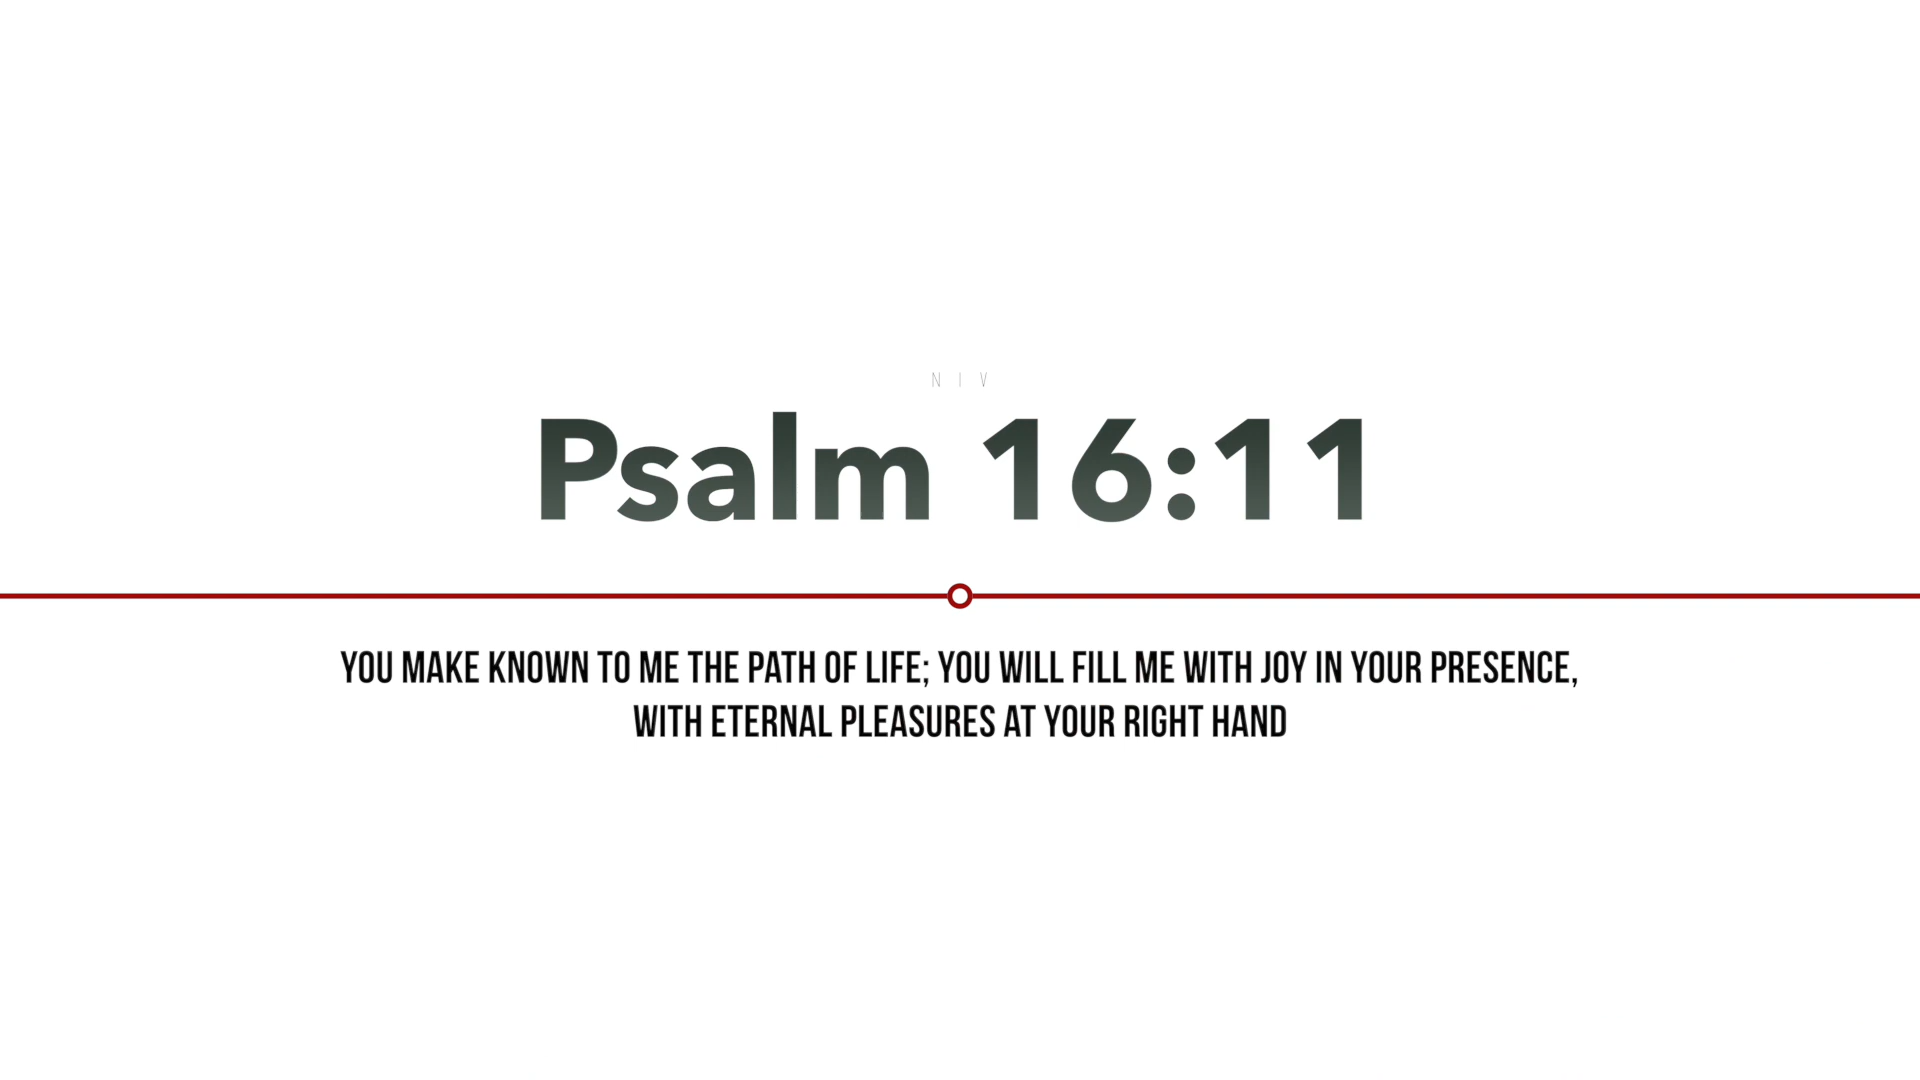 NIV
Psalm 16:11
YOU MAKE KNOWN TO ME THE PATH OF LIFE; YOU WILL FILL ME WITH JOY IN YOUR PRESENCE,
WITH ETERNAL PLEASURES AT YOUR RIGHT HAND